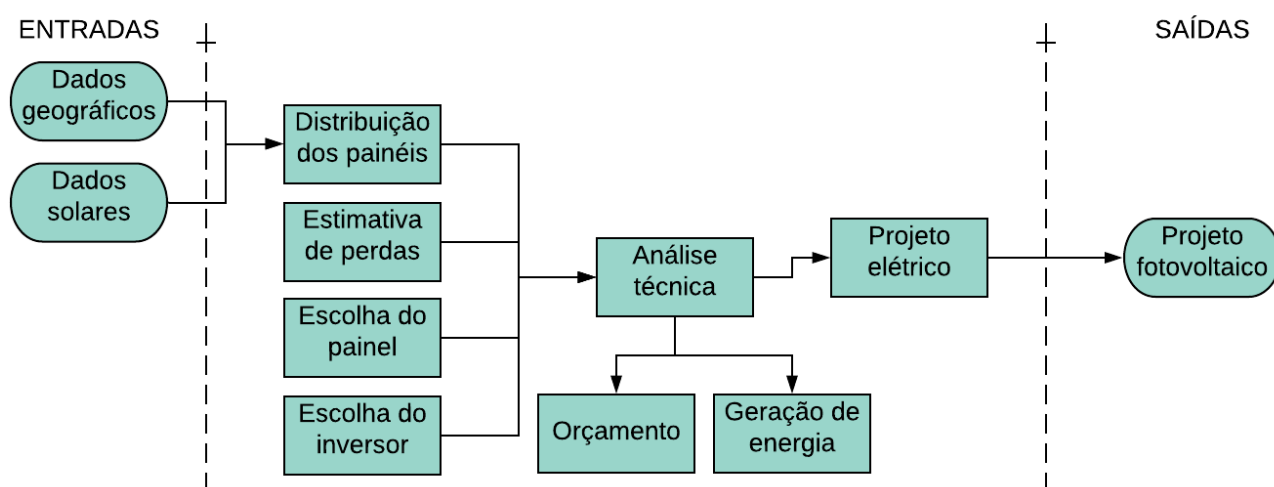 ENTRADAS
SAÍDAS
Dados
geográficos
Dados
solares
Distribuição
dos painéis
Estimativa
de perdas
Escolha do
painel
Escolha do
inversor
Análise
técnica
Orçamento
Geração de
energia
Projeto
elétrico
Projeto
fotovoltaico